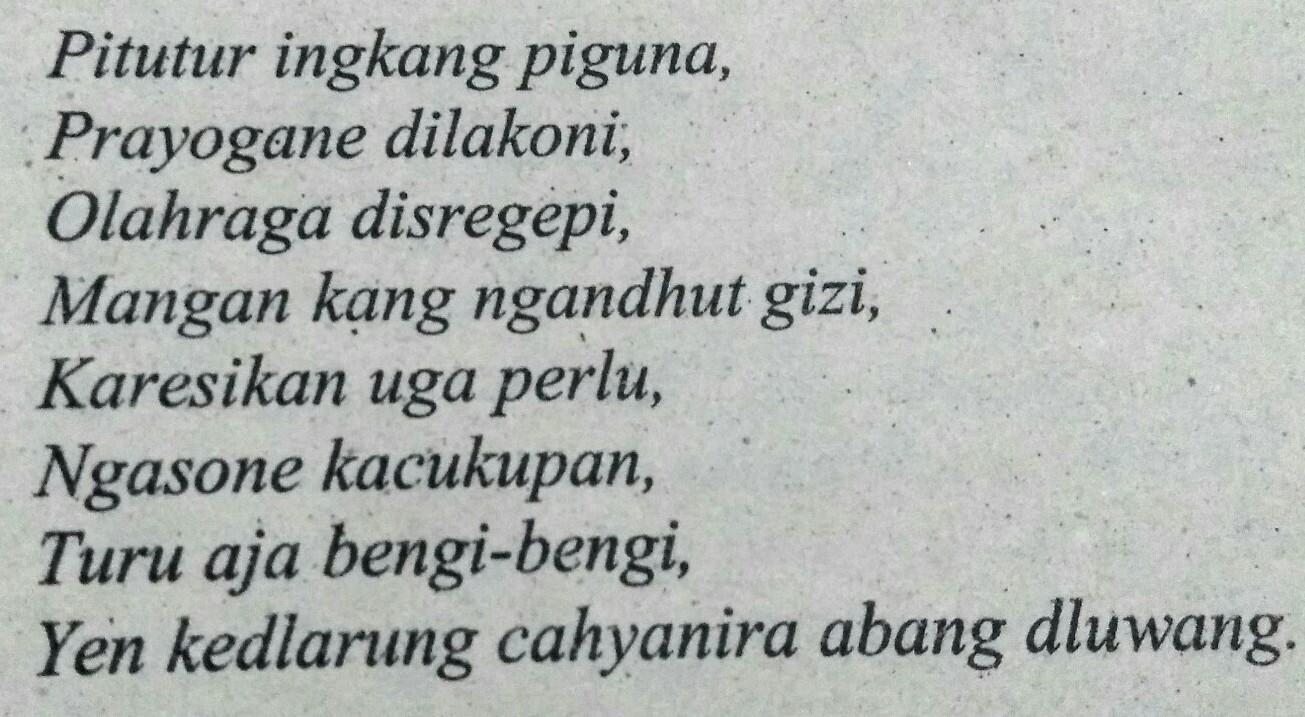 Pitutur ingkang piguna,
Prayogane dilakoni,
Olahraga disregepi,
Mangan kang ngandhut gizi,
Karesikan uga perlu,
Ngasone kacukupan,
Turu aja bengi-bengi,
Yen kedlarung cahyanira abang dluwang.